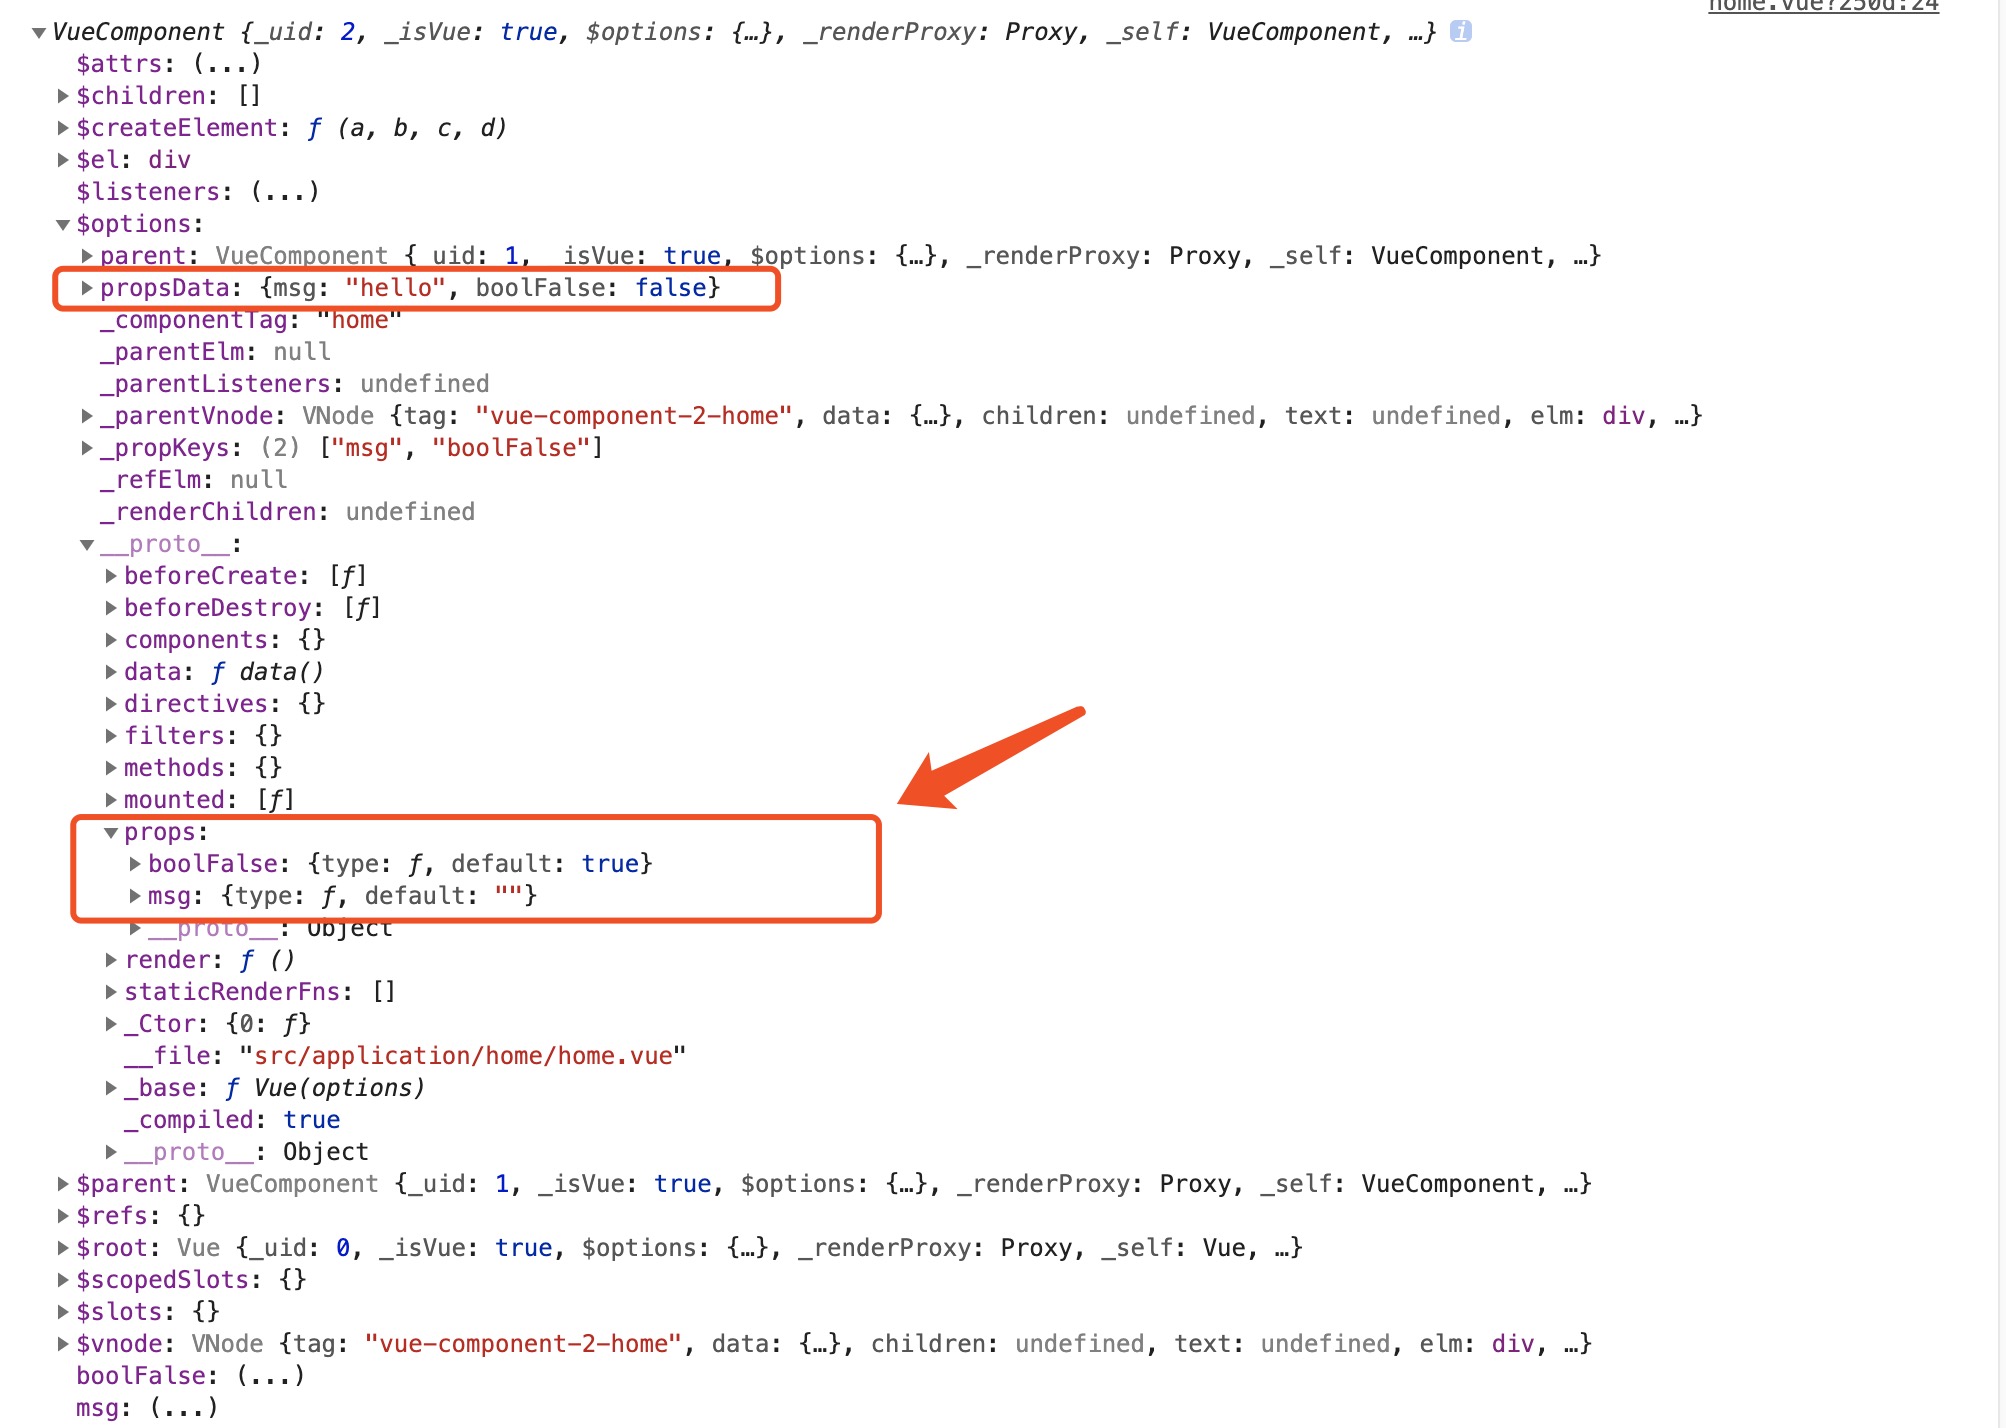 home.vue?250d:24
VueComponent {_uid: 2, _isVue: true, $options: {…}, _renderProxy: Proxy, _self: VueComponent, …} i
$attrs: (...)
$children: []
$createElement: ƒ (a, b, c, d)
$el: div
$listeners: (...)
$options:
parent: VueComponent {_uid: 1, _isVue: true, $options: {…}, _renderProxy: Proxy, _self: VueComponent, …}
propsData: {msg: "hello", boolFalse: false}
_componentTag: "home"
_parentElm: null
_parentListeners: undefined
_parentVnode: VNode {tag: "vue-component-2-home", data: {…}, children: undefined, text: undefined, elm: div, …}
_propKeys: (2) ["msg", "boolFalse"]
_refElm: null
_renderChildren: undefined
__proto__:
beforeCreate: [ƒ]
beforeDestroy: [ƒ]
components: {}
data: ƒ data()
directives: {}
filters: {}
methods: {}
mounted: [ƒ]
props:
boolFalse: {type: ƒ, default: true}
msg: {type: ƒ, default: ""}
__proto__: Object
render: ƒ ()
staticRenderFns: []
_Ctor: {0: ƒ}
__file: "src/application/home/home.vue"
_base: ƒ Vue(options)
_compiled: true
__proto__: Object
$parent: VueComponent {_uid: 1, _isVue: true, $options: {…}, _renderProxy: Proxy, _self: VueComponent, …}
$refs: {}
$root: Vue {_uid: 0, _isVue: true, $options: {…}, _renderProxy: Proxy, _self: Vue, …}
$scopedSlots: {}
$slots: {}
$vnode: VNode {tag: "vue-component-2-home", data: {…}, children: undefined, text: undefined, elm: div, …}
boolFalse: (...)
msg: (...)